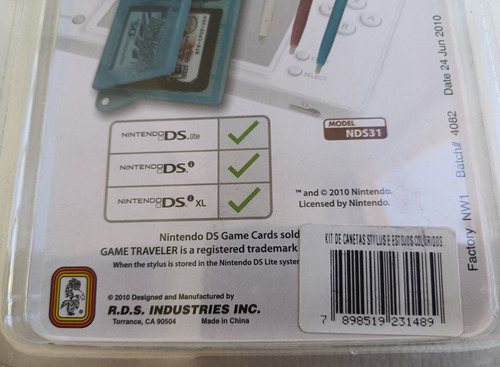 SELECT
NINTENDO DS Lite
NINTENDO DSi
NINTENDO DSi XL
MODEL
NDS31
™ and © 2010 Nintendo.
Licensed by Nintendo.
Nintendo DS Game Cards sold
GAME TRAVELER is a registered trademark
When the stylus is stored in the Nintendo DS Lite system
© 2010 Designed and Manufactured by
R.D.S. INDUSTRIES INC.
Torrance, CA 90504 Made in China
KIT DE CANETAS STYLUS E ESTOJOS COLORIDOS
7 898519 231489
Factory NW1 Batch# 4082 Date 24 Jun 2010